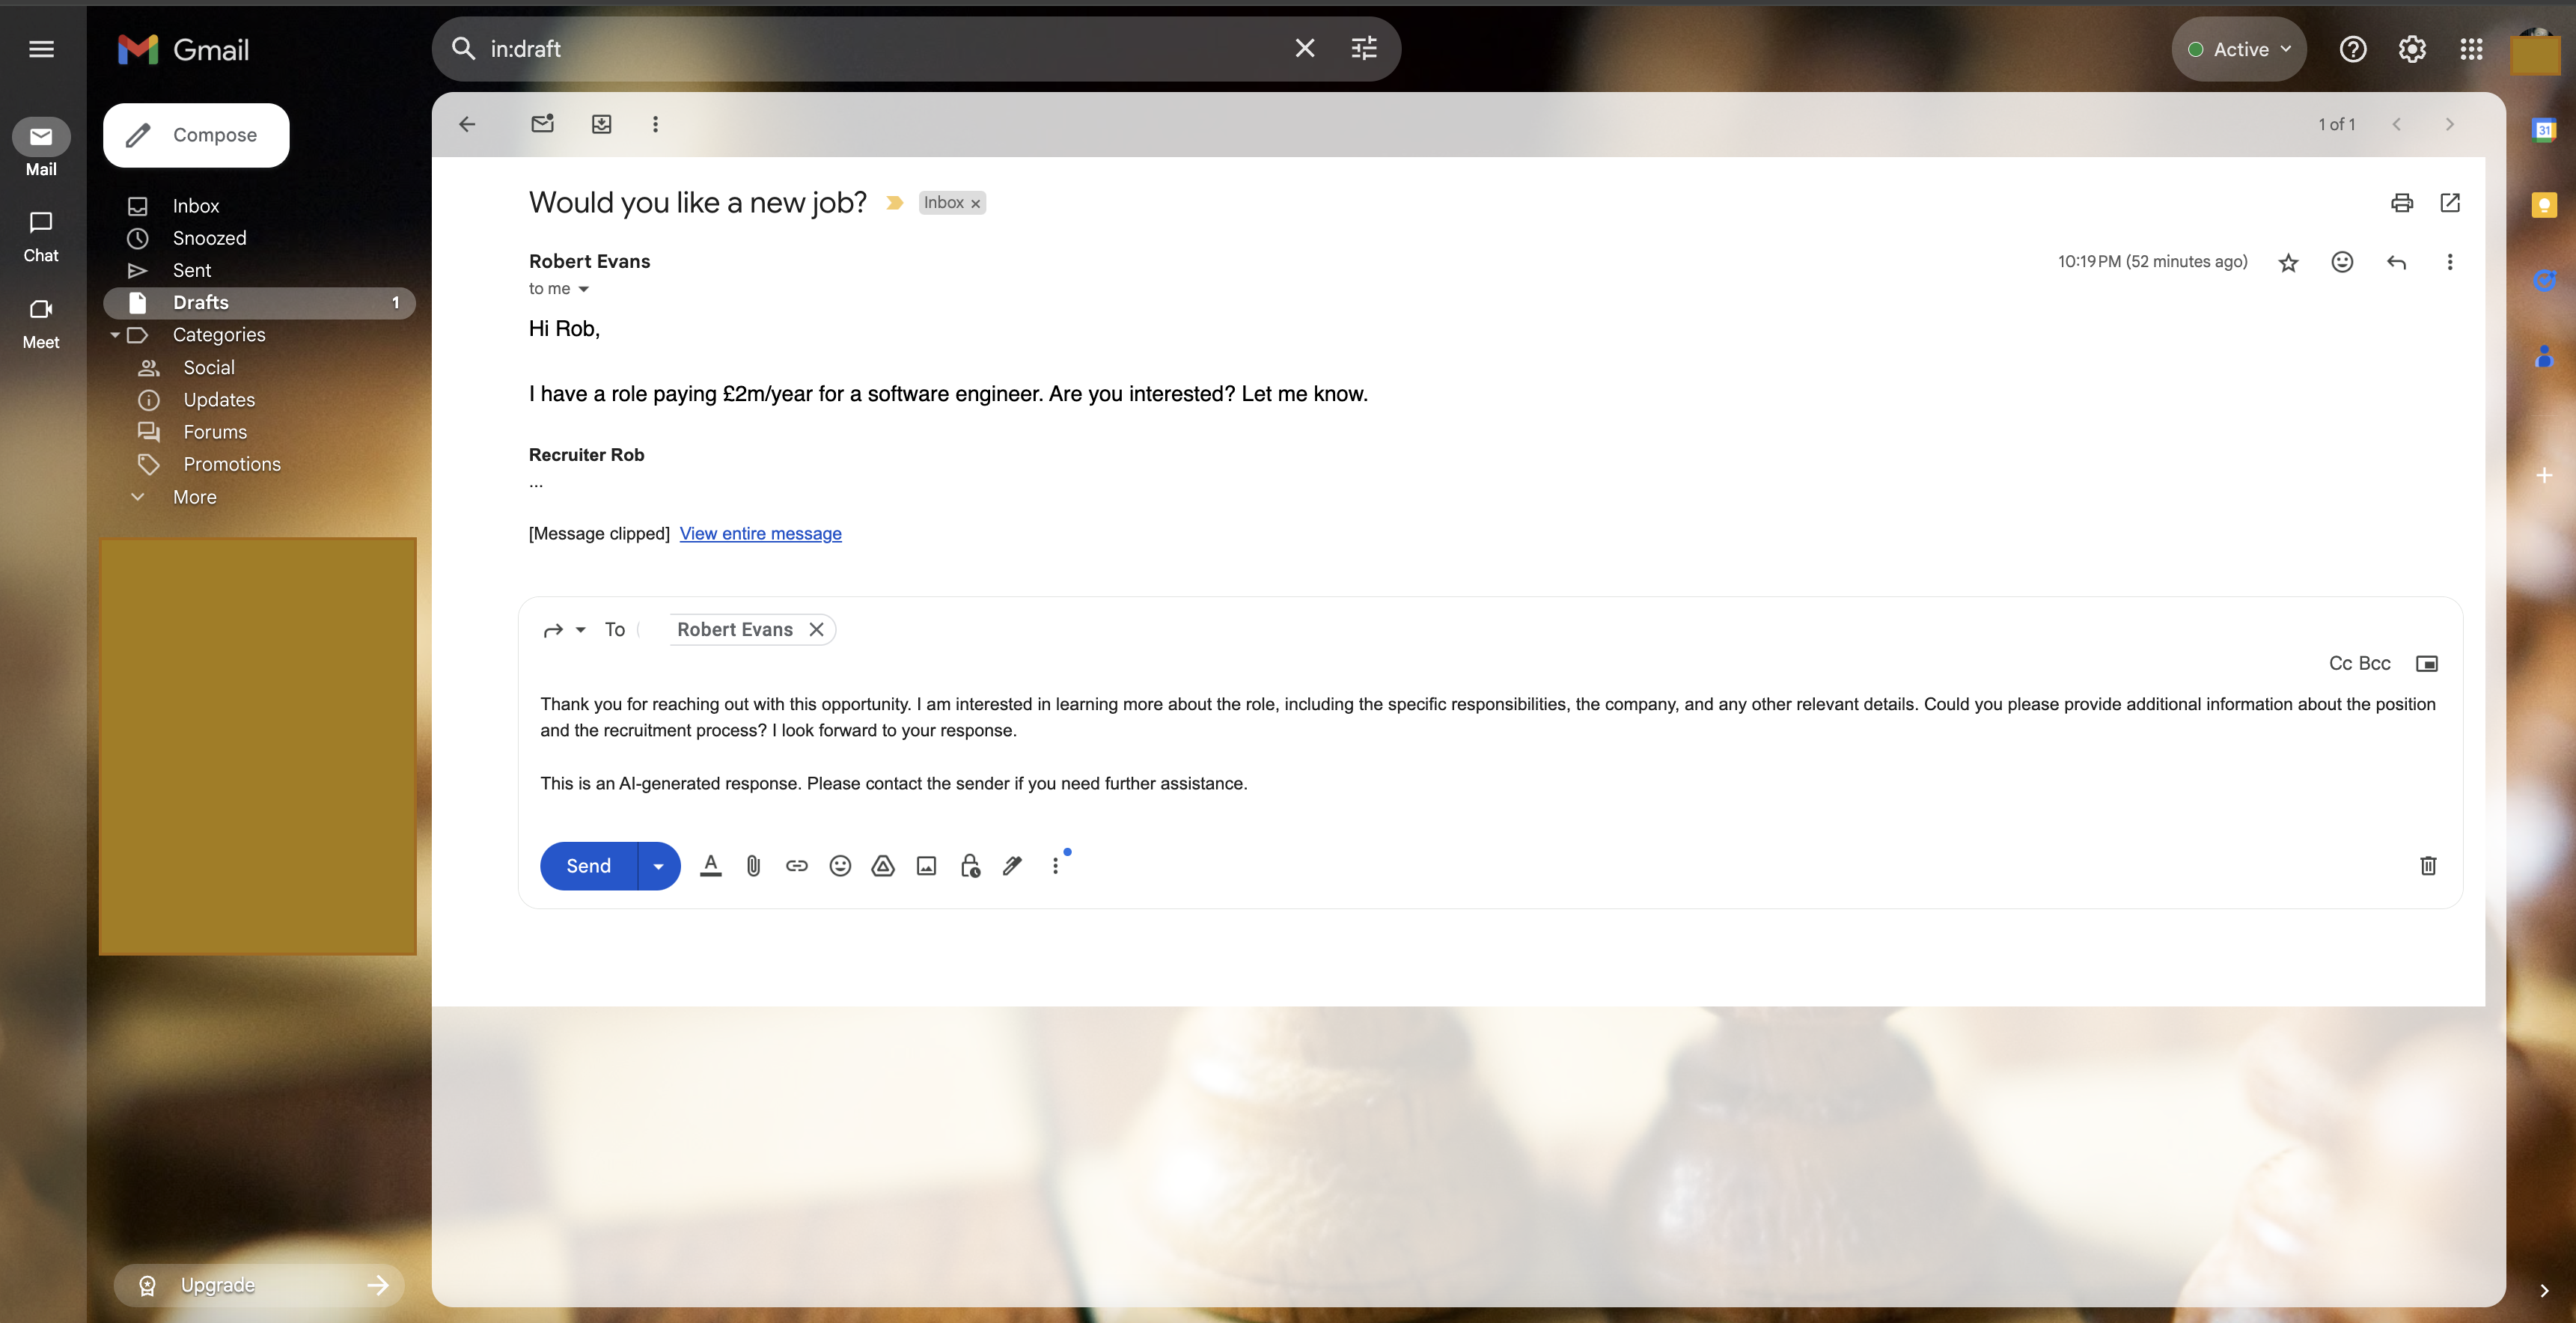 Gmail
in:draft
Active
Compose
Mail
Chat
Meet
Inbox
Snoozed
Sent
Drafts 1
Categories
Social
Updates
Forums
Promotions
More
Upgrade
1 of 1
31
Would you like a new job? Inbox x
Robert Evans
10:19 PM (52 minutes ago)
to me
Hi Rob,
I have a role paying £2m/year for a software engineer. Are you interested? Let me know.
Recruiter Rob
...
[Message clipped] View entire message
To Robert Evans
Cc Bcc
Thank you for reaching out with this opportunity. I am interested in learning more about the role, including the specific responsibilities, the company, and any other relevant details. Could you please provide additional information about the position
and the recruitment process? I look forward to your response.
This is an AI-generated response. Please contact the sender if you need further assistance.
Send